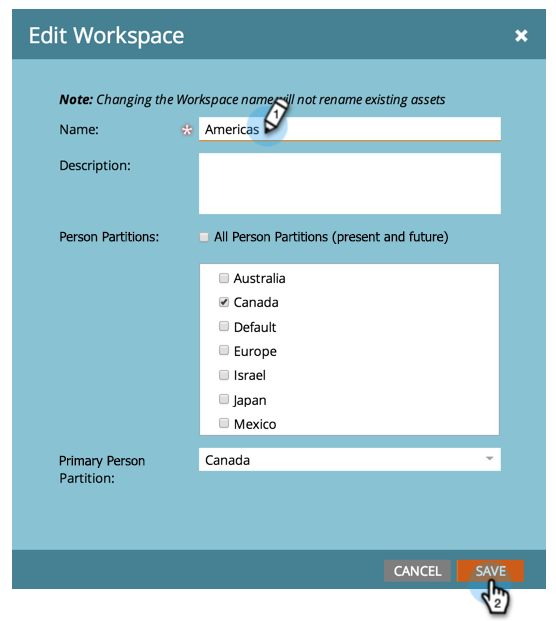 Edit Workspace
Note: Changing the Workspace name will not rename existing assets
Name: * Americas 1
Description:
Person Partitions: All Person Partitions (present and future)
Australia
Canada
Default
Europe
Israel
Japan
Mexico
Primary Person Canada
Partition:
CANCEL SAVE
2